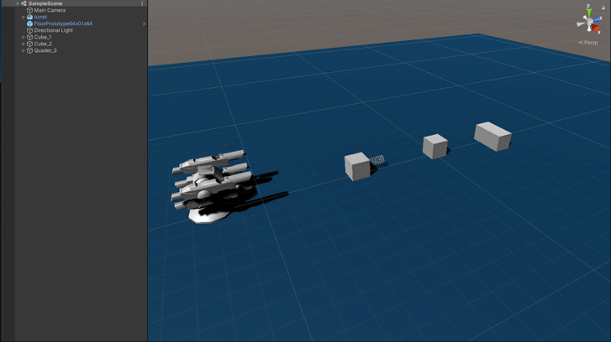 SampleScene
Main Camera
turret
FloorPrototype64x01x64
Directional Light
Cube_1
Cube_2
Quader_3
y
Persp